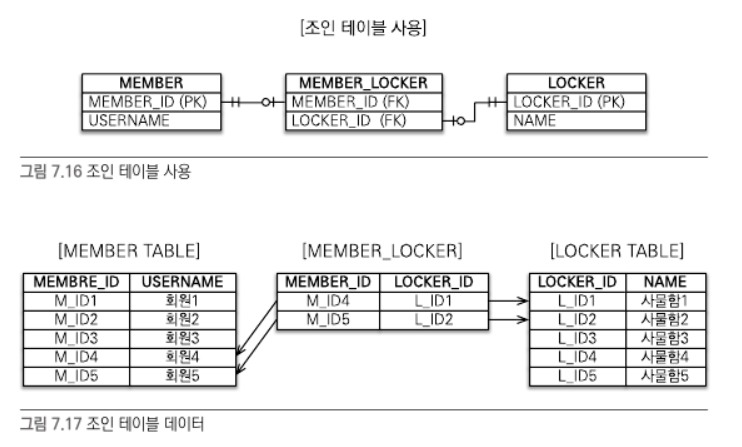 [조인 테이블 사용]
MEMBER MEMBER_LOCKER LOCKER
MEMBER_ID (PK) MEMBER_ID (FK) LOCKER_ID (PK)
USERNAME LOCKER_ID (FK) NAME
그림 7.16 조인 테이블 사용
[MEMBER TABLE] [MEMBER_LOCKER] [LOCKER TABLE]
MEMBRE_ID USERNAME MEMBER_ID LOCKER_ID LOCKER_ID NAME
M_ID1 회원1 M_ID4 L_ID1 L_ID1 사물함1
M_ID2 회원2 M_ID5 L_ID2 L_ID2 사물함2
M_ID3 회원3 L_ID3 사물함3
M_ID4 회원4 L_ID4 사물함4
M_ID5 회원5 L_ID5 사물함5
그림 7.17 조인 테이블 데이터